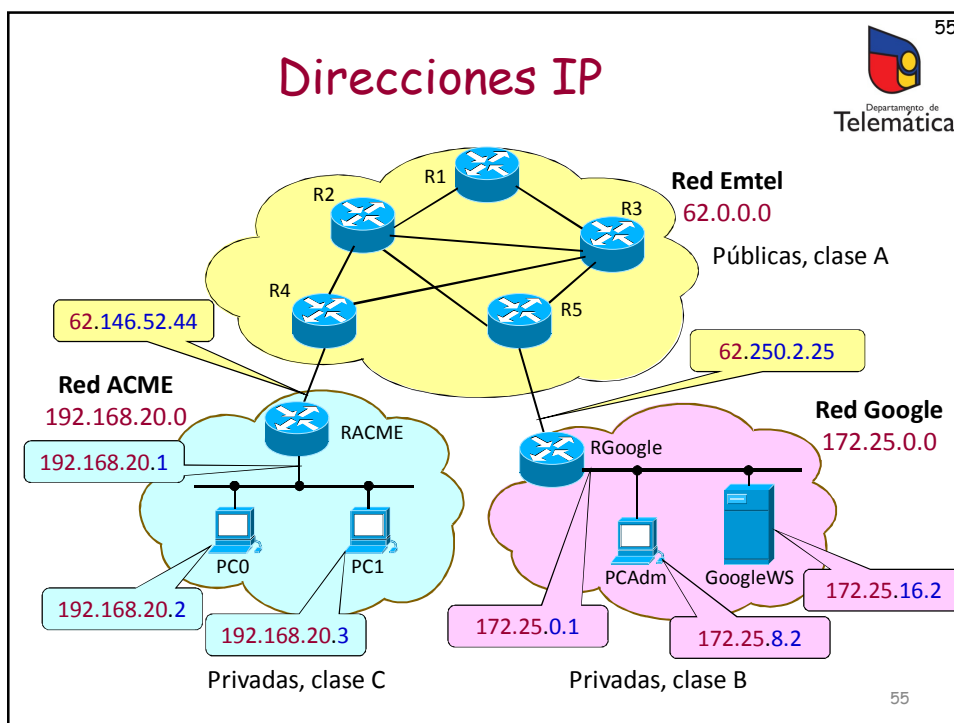 55
Direcciones IP
Departamento de
Telemática
R1
R2
R3
Red Emtel
62.0.0.0
Públicas, clase A
R4
R5
62.146.52.44
62.250.2.25
Red ACME
192.168.20.0
RACME
192.168.20.1
Red Google
172.25.0.0
RGoogle
PC0
PC1
PCAdm
GoogleWS
192.168.20.2
192.168.20.3
172.25.0.1
172.25.8.2
172.25.16.2
Privadas, clase C
Privadas, clase B
55